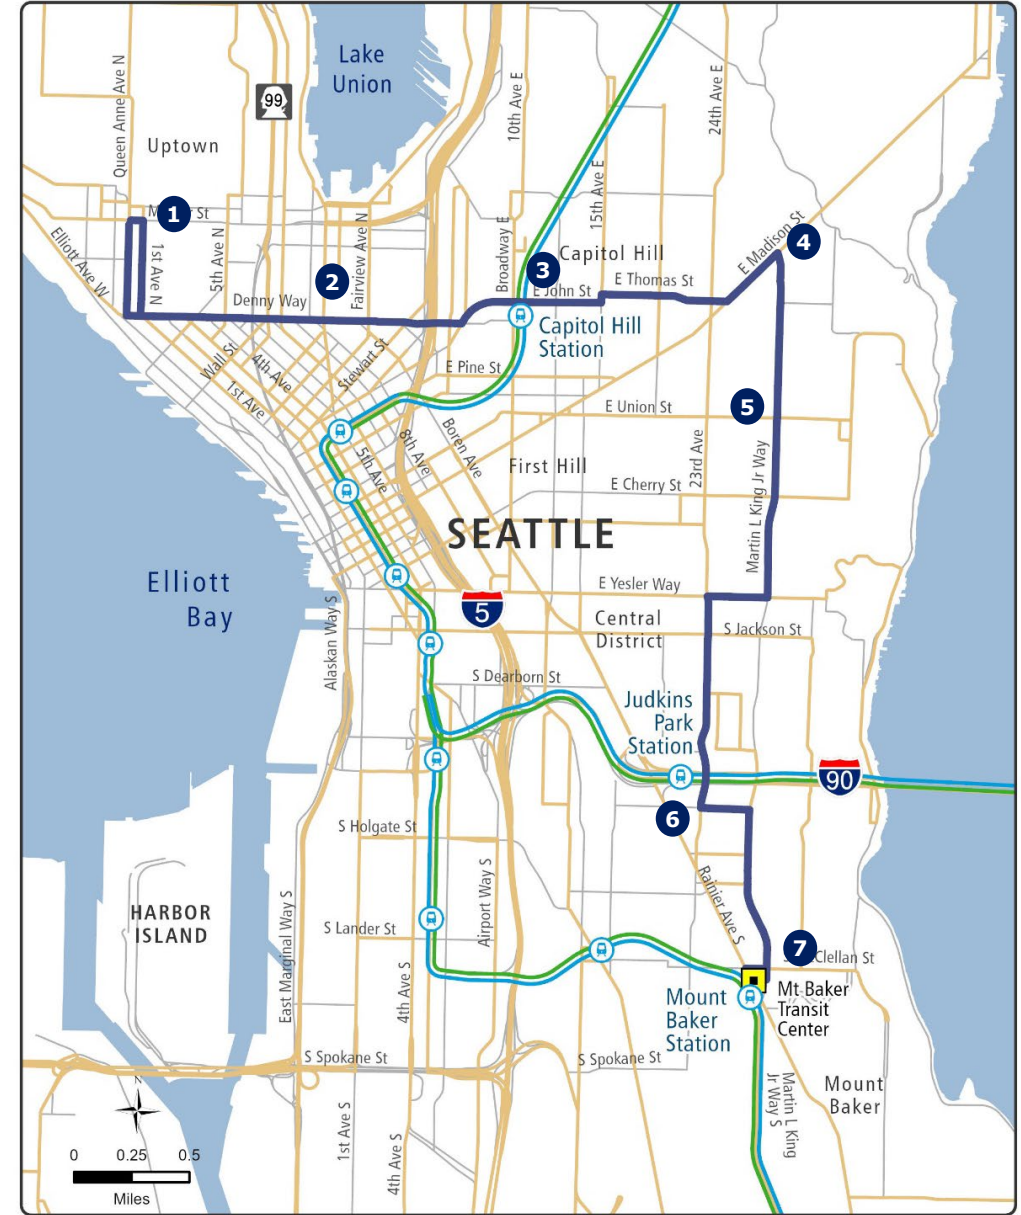 Lake
Union
99
Queen Anne Ave N
Uptown
10th Ave E
24th Ave E
15th Ave E
1
St
Elliott Ave W
1st Ave N
5th Ave N
Fairview Ave N
Broadway E
E Madison St
4
Capitol Hill
2
3
E Thomas St
E John St
Denny Way
Capitol Hill
Station
Wall St
4th Ave
Stewart St
1st Ave
E Pine St
5
E Union St
8th Ave
Boren Ave
5th Ave
23rd Ave
First Hill
Martin L King Jr Way
E Cherry St
SEATTLE
Elliott
Bay
E Yesler Way
5
Central
District
Alaskan Way S
S Jackson St
S Dearborn St
Judkins
Park
Station
90
6
S Holgate St
Rainier Ave S
Airport Way S
HARBOR
ISLAND
East Marginal Way S
S Lander St
7
Clellan St
4th Ave S
Mount
Baker
Station
Mt Baker
Transit
Center
S Spokane St
S Spokane St
Martin L King
Jr Way S
Mount
Baker
N
1st Ave S
4th Ave S
0 0.25 0.5
Miles